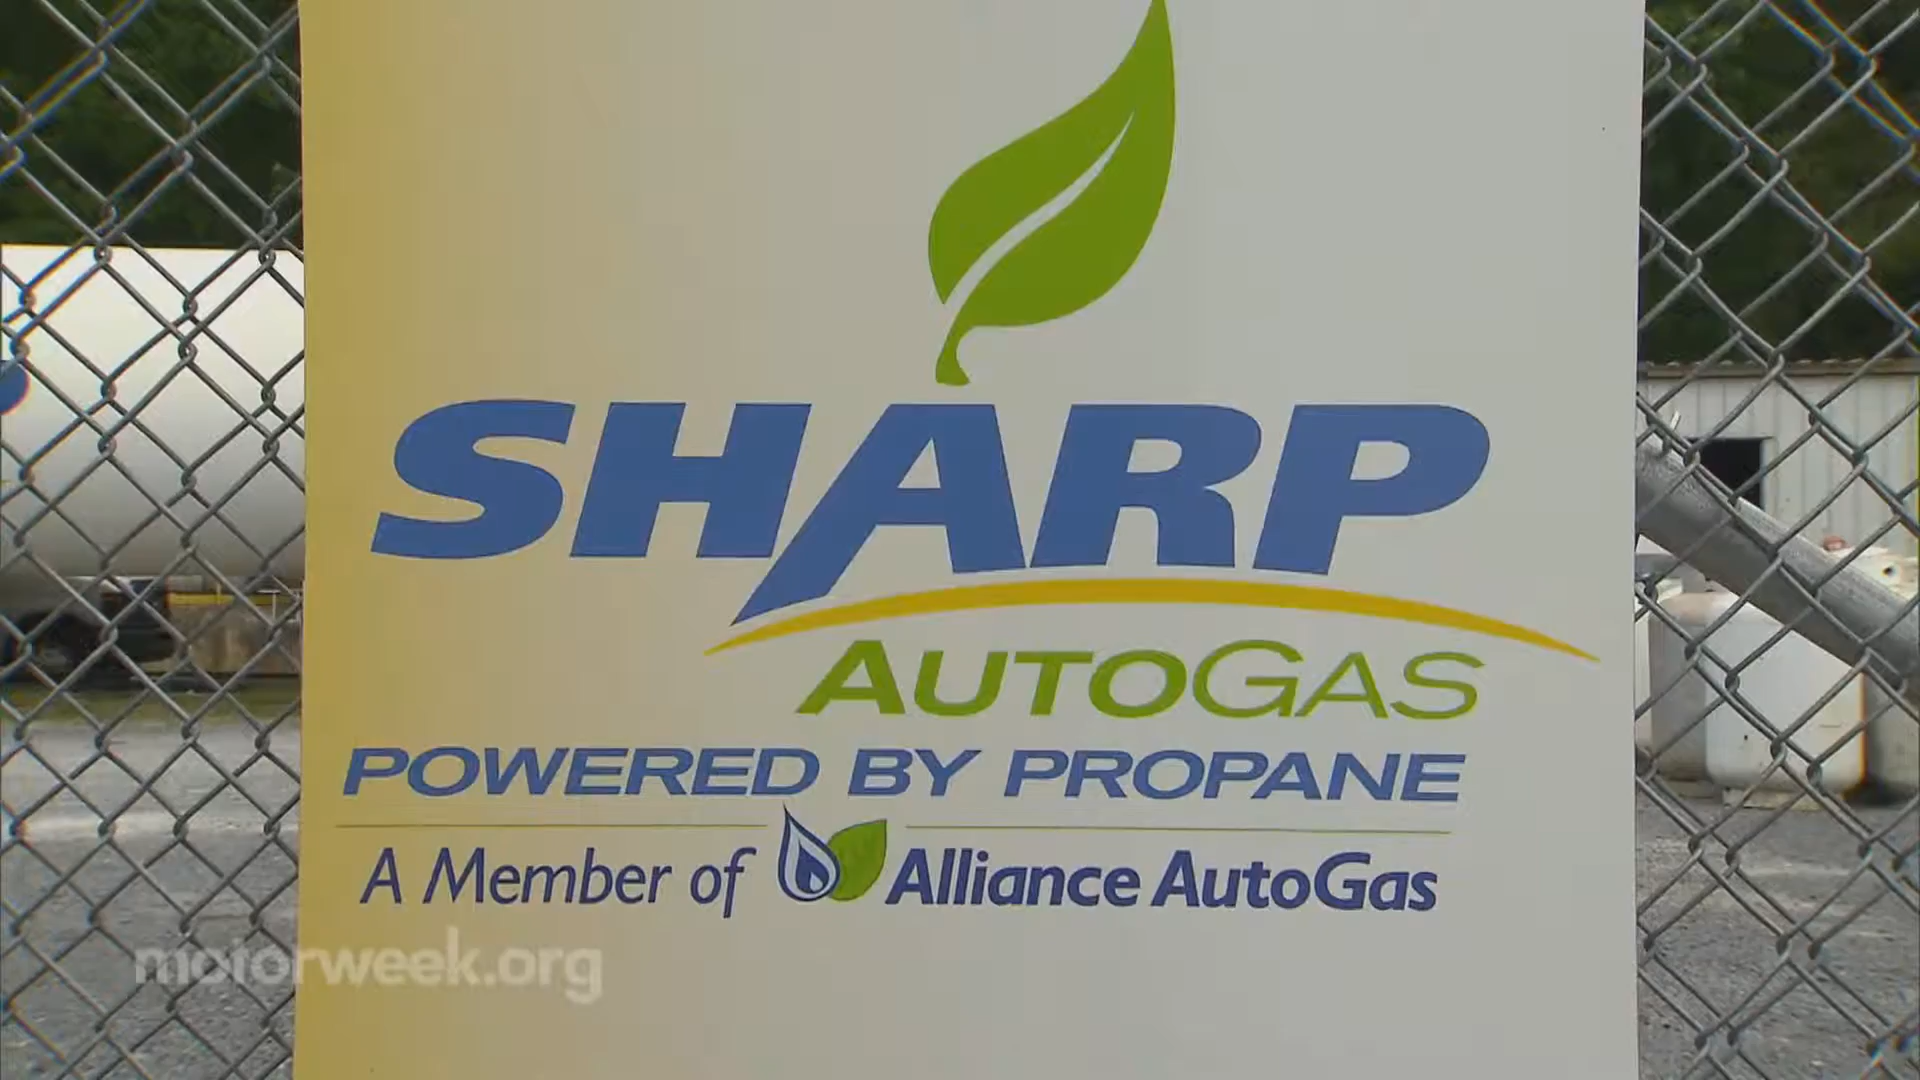 SHARP
AUTOGAS
POWERED BY PROPANE
A Member of Alliance AutoGas
motorweek.org